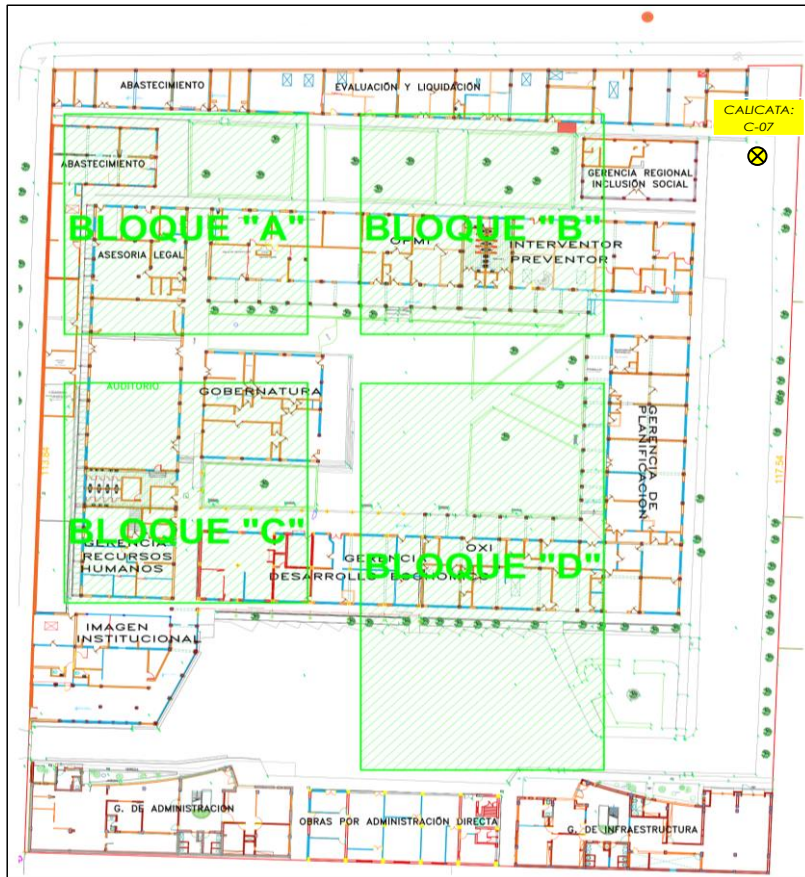 ABASTECIMIENTO
EVALUACIÓN Y LIQUIDACIÓN
CALICATA:
C-07
ABASTECIMIENTO
GERENCIA REGIONAL
INCLUSIÓN SOCIAL
BLOQUE "A"
BLOQUE "B"
OPMI
INTERVENTOR
PREVENTOR
ASESORIA LEGAL
AUDITORIO
GOBERNATURA
GERENCIA DE
PLANIFICACION
113.64
117.54
BLOQUE "C"
BLOQUE "D"
GERENCIA
RECURSOS
HUMANOS
GERENCIA
DESARROLLO ECONOMICO
OXI
IMAGEN
INSTITUCIONAL
G. DE ADMINISTRACIÓN
OBRAS POR ADMINISTRACIÓN DIRECTA
G. DE INFRAESTRUCTURA